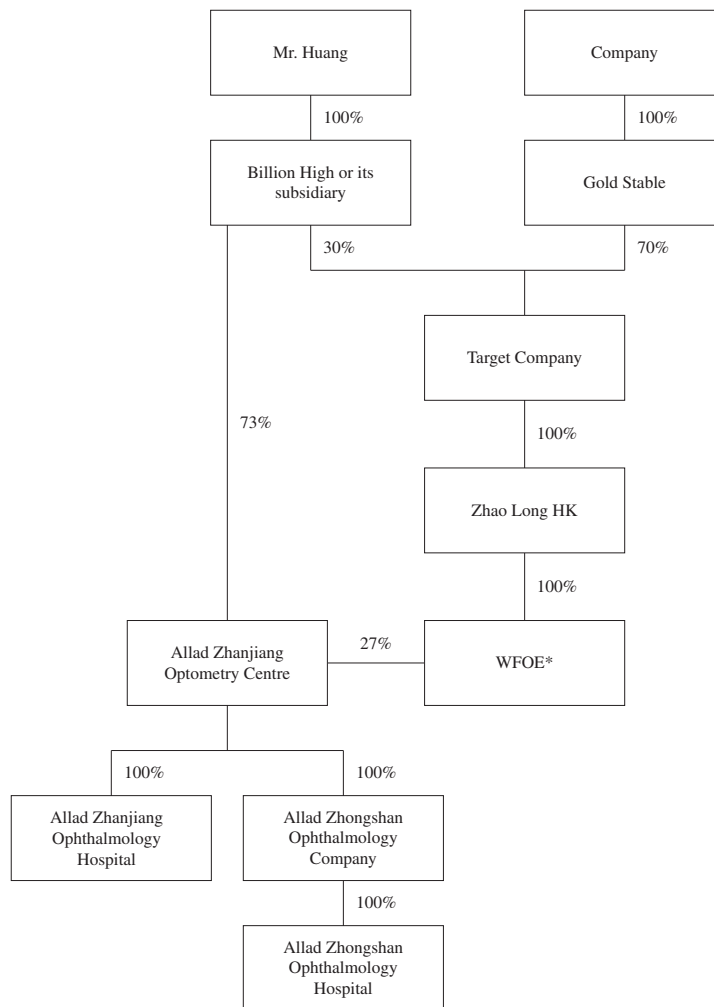 Mr. Huang
Company
100%
100%
Billion High or its
subsidiary
Gold Stable
30%
70%
Target Company
73%
100%
Zhao Long HK
100%
Allad Zhanjiang
Optometry Centre
27%
WFOE*
100%
100%
Allad Zhanjiang
Ophthalmology
Hospital
Allad Zhongshan
Ophthalmology
Company
100%
Allad Zhongshan
Ophthalmology
Hospital